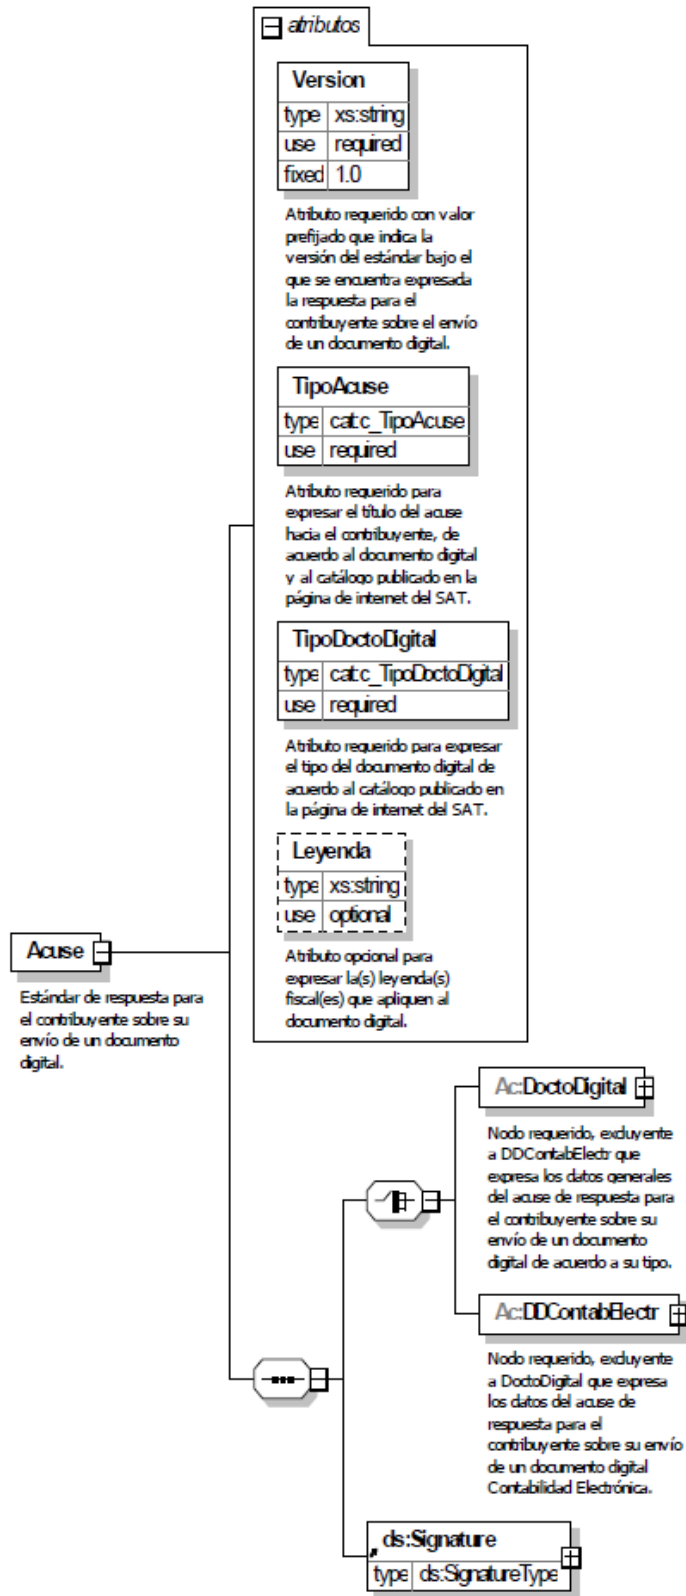 atributos
Version
type xs:string
use required
fixed 1.0
Atributo requerido con valor
prefijado que indica la
versión del estándar bajo el
que se encuentra expresada
la respuesta para el
contribuyente sobre el envío
de un documento digital.
TipoAcuse
type cat:c_TipoAcuse
use required
Atributo requerido para
expresar el título del acuse
hacia el contribuyente, de
acuerdo al documento digital
y al catálogo publicado en la
página de internet del SAT.
TipoDoctoDigital
type cat:c_TipoDoctoDigital
use required
Atributo requerido para expresar
el tipo del documento digital de
acuerdo al catálogo publicado en
la página de internet del SAT.
Leyenda
type xs:string
use optional
Atributo opcional para
expresar la(s) leyenda(s)
fiscal(es) que apliquen al
documento digital.
Acuse
Estándar de respuesta para
el contribuyente sobre su
envío de un documento
digital.
Ac:DoctoDigital
Nodo requerido, excluyente
a DDContabElectr que
expresa los datos generales
del acuse de respuesta para
el contribuyente sobre su
envío de un documento
digital de acuerdo a su tipo.
Ac:DDContabElectr
Nodo requerido, excluyente
a DoctoDigital que expresa
los datos del acuse de
respuesta para el
contribuyente sobre su envío
de un documento digital
Contabilidad Electrónica.
ds:Signature
type ds:SignatureType